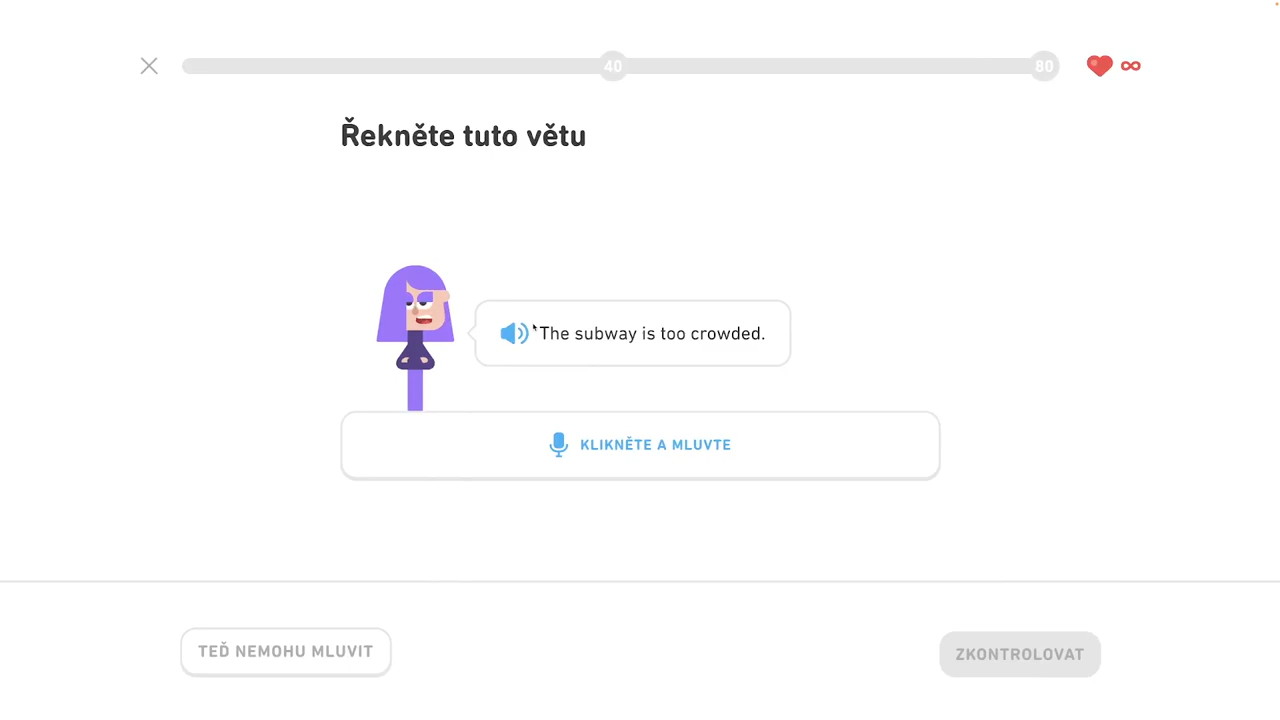 40
80
Řekněte tuto větu
The subway is too crowded.
KLIKNĚTE A MLUVTE
TEĎ NEMOHU MLUVIT
ZKONTROLOVAT